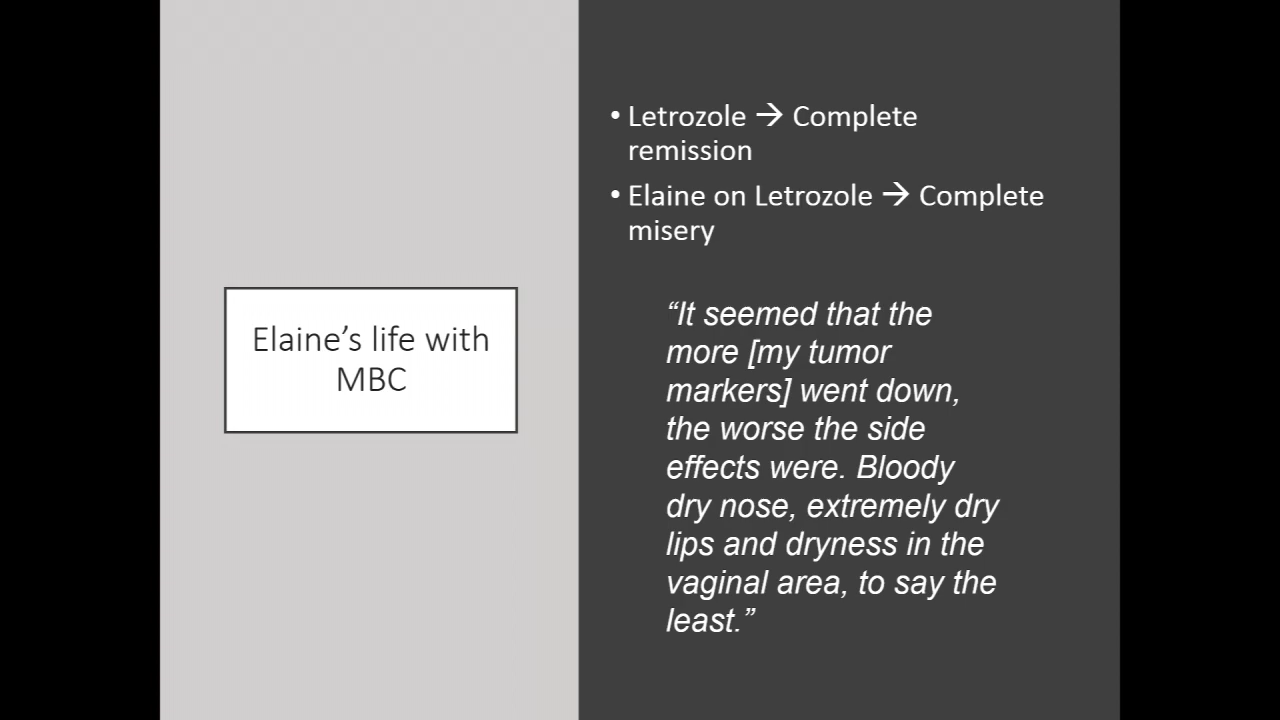 Elaine’s life with
MBC
• Letrozole → Complete
remission
• Elaine on Letrozole → Complete
misery
“It seemed that the
more [my tumor
markers] went down,
the worse the side
effects were. Bloody
dry nose, extremely dry
lips and dryness in the
vaginal area, to say the
least.”